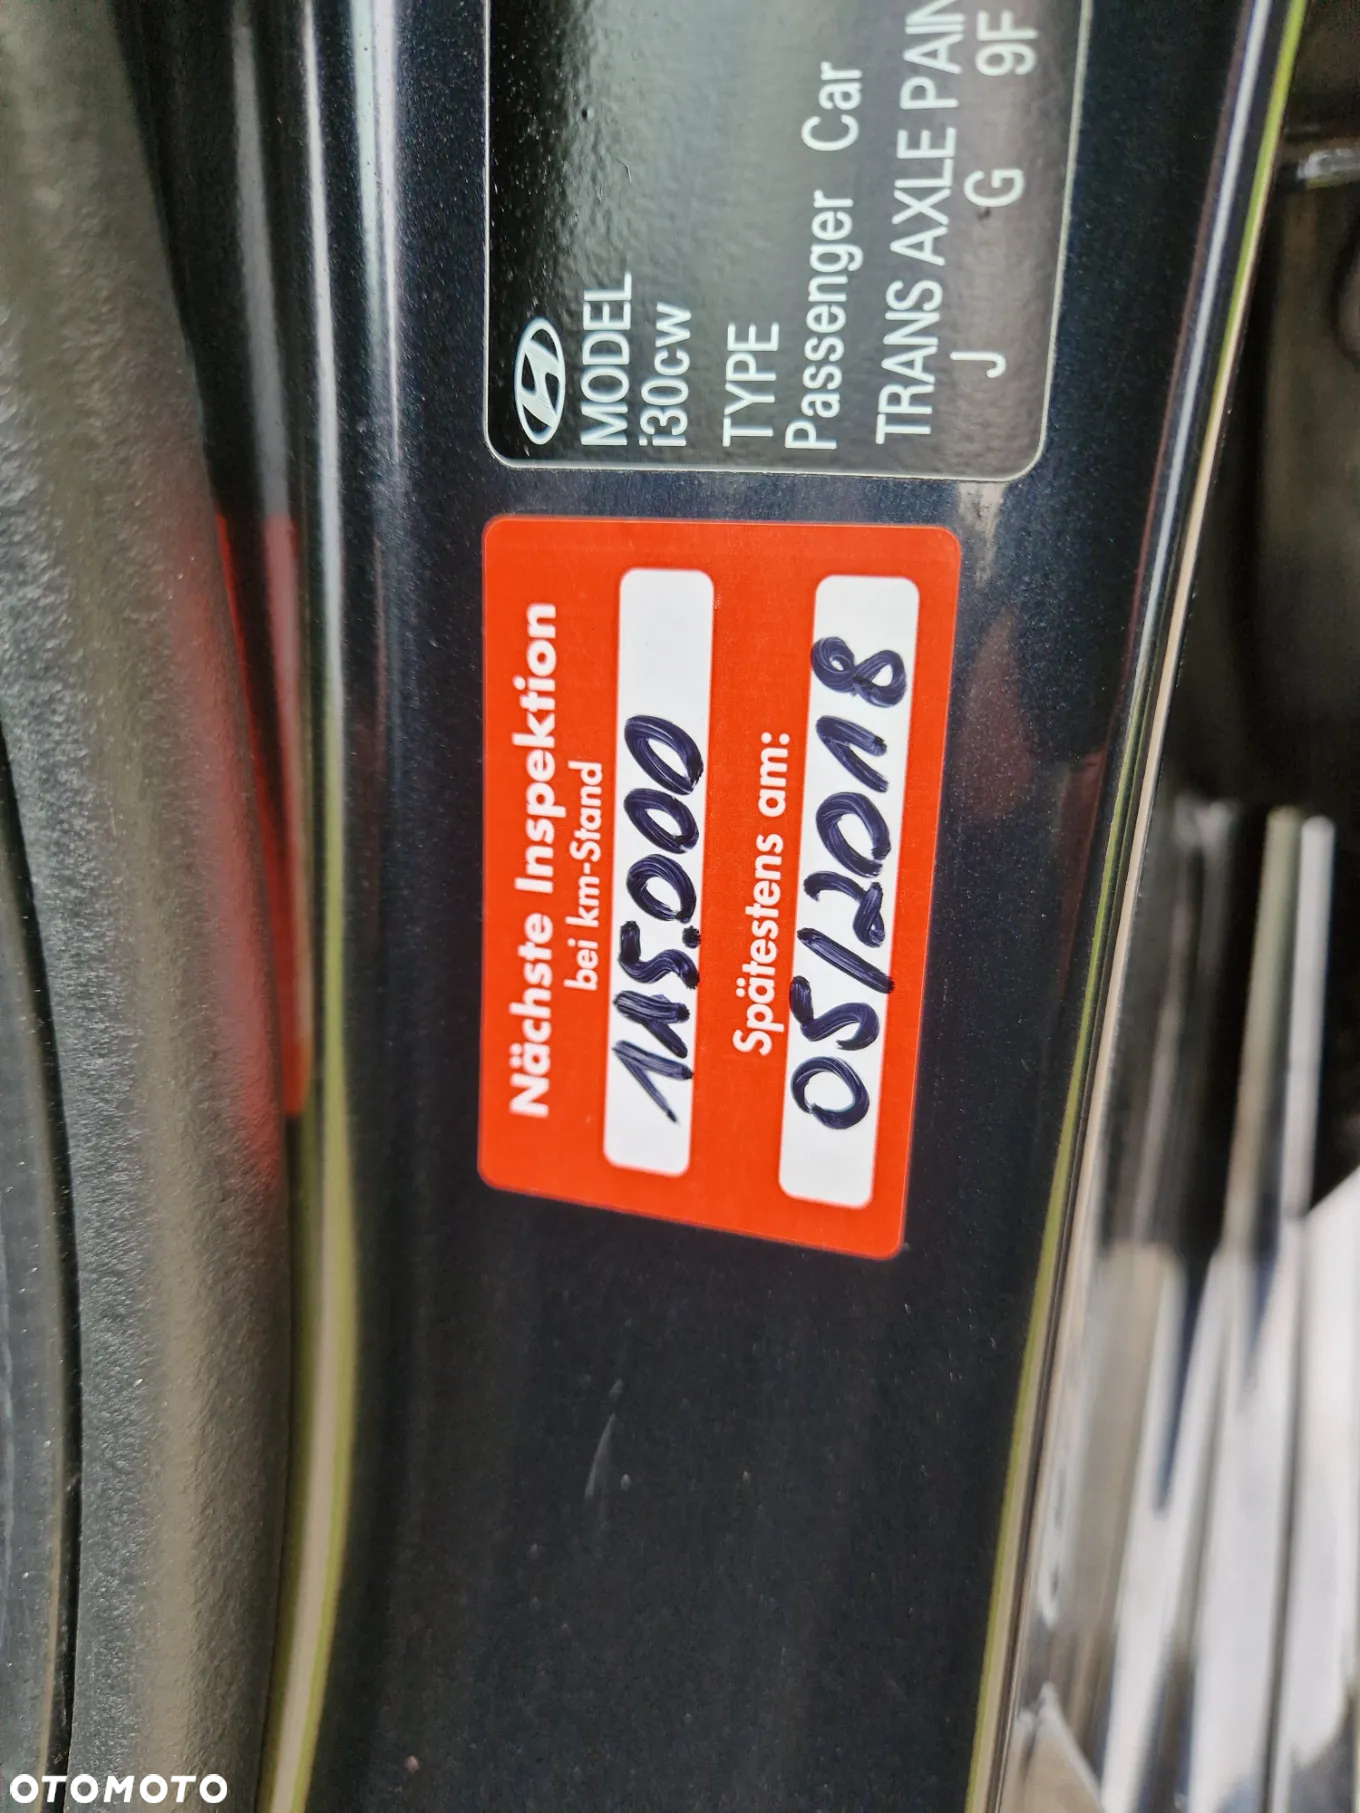 MODEL
i30cw
TYPE
Passenger Car
TRANS AXLE PAIN
J G 9F
Nächste Inspektion
bei km-Stand
115.000
Spätestens am:
05/2018
OTOMOTO